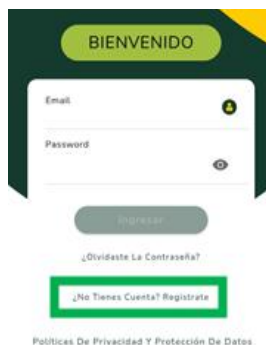 BIENVENIDO
Email
Password
Ingresar
¿Olvidaste La Contraseña?
¿No Tienes Cuenta? Registrate
Políticas De Privacidad Y Protección De Datos